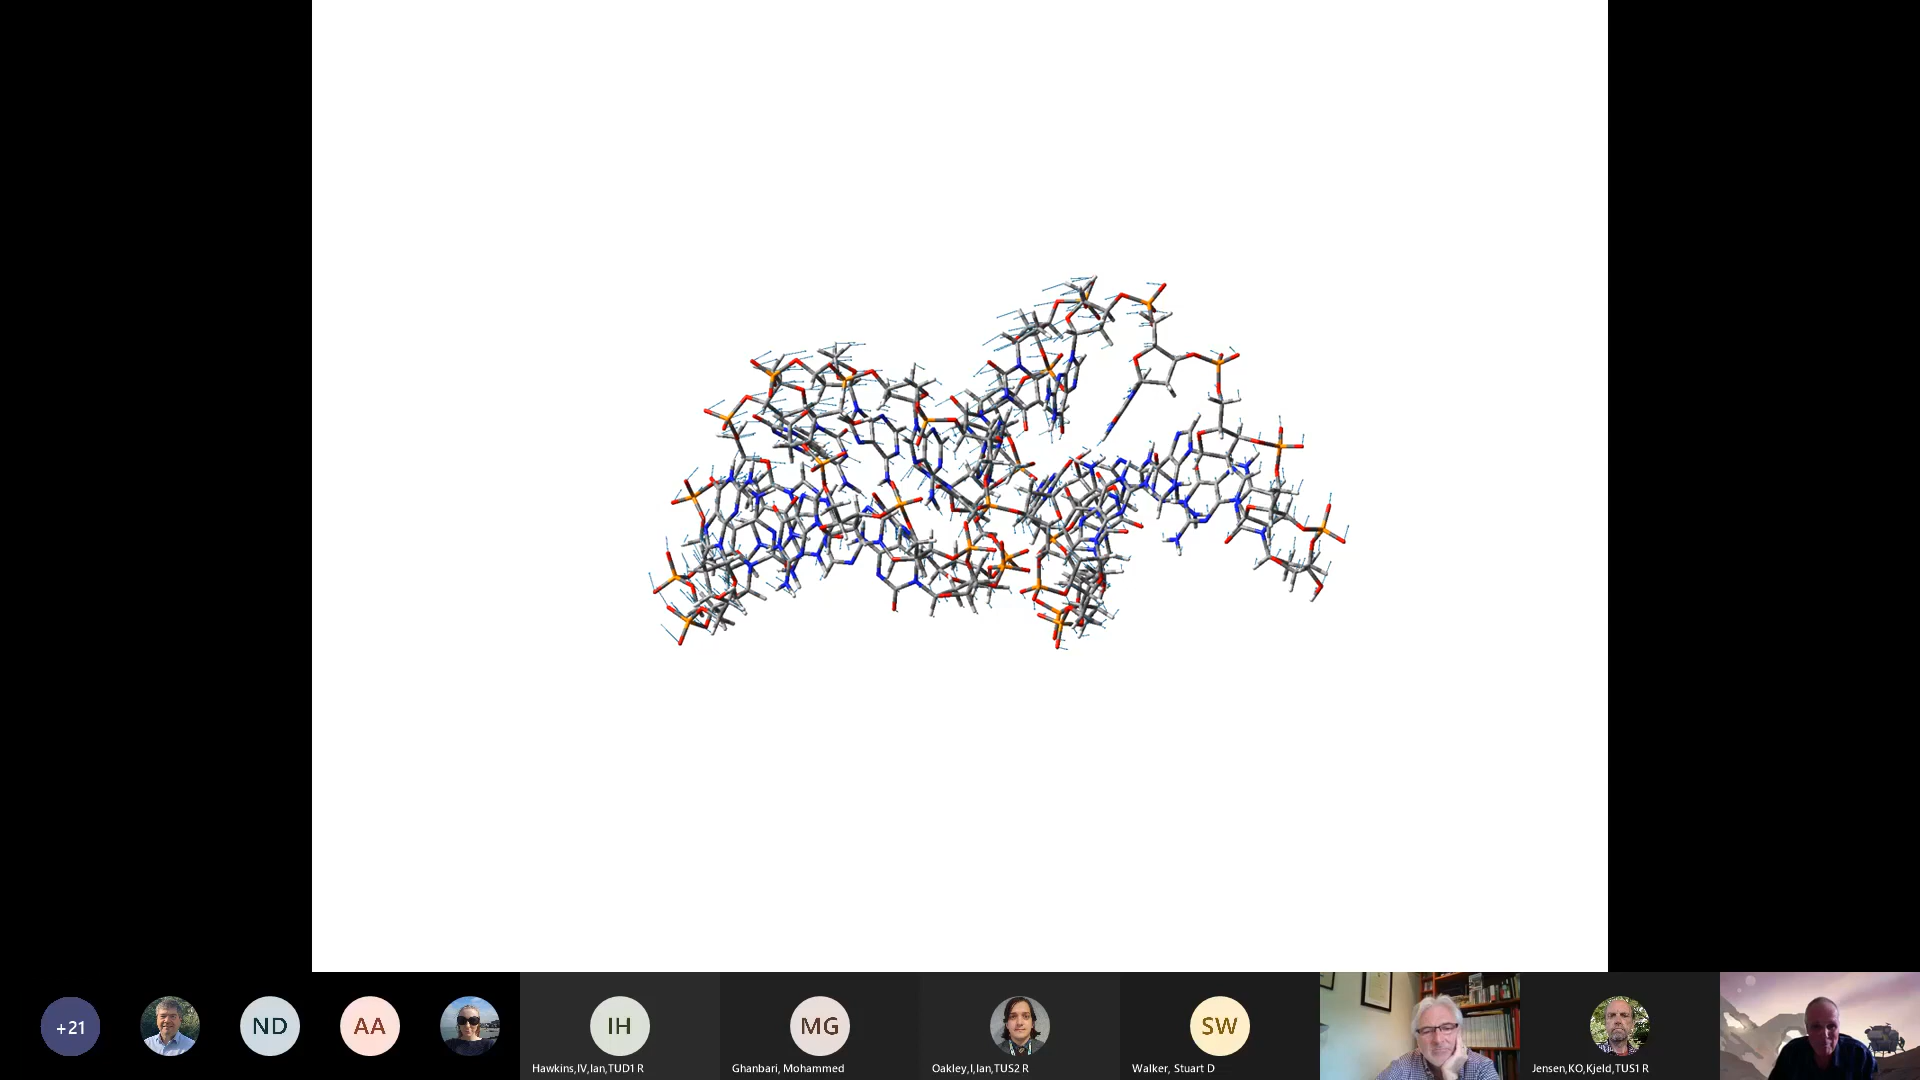 +21
ND
AA
IH
MG
SW
Hawkins,IV,Ian,TUD1 R
Ghanbari, Mohammed
Oakley,I,Ian,TUS2 R
Walker, Stuart D
Jensen,KO,Kjeld,TUS1 R